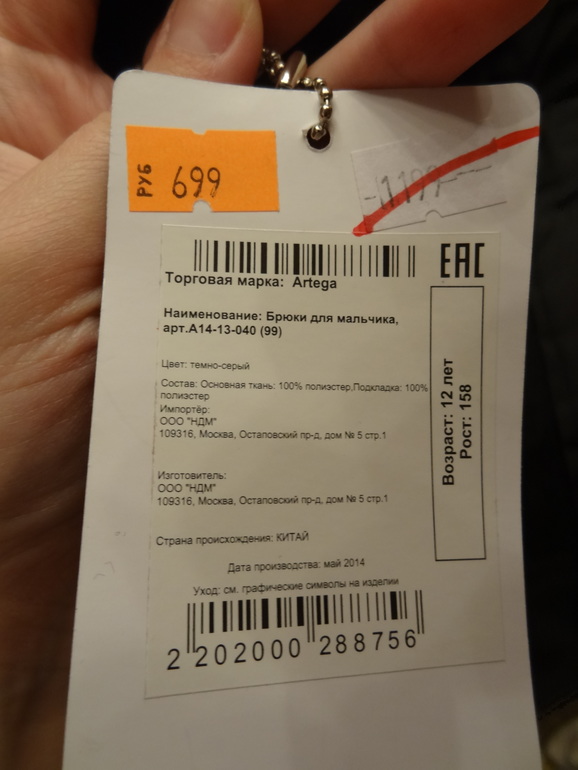 РУБ 699
-1199-
EAC
Торговая марка: Artega
Наименование: Брюки для мальчика,
арт.А14-13-040 (99)
Цвет: темно-серый
Состав: Основная ткань: 100% полиэстер,Подкладка: 100%
полиэстер
Импортёр:
ООО "НДМ"
109316, Москва, Остаповский пр-д, дом № 5 стр.1
Возраст: 12 лет
Рост: 158
Изготовитель:
ООО "НДМ"
109316, Москва, Остаповский пр-д, дом № 5 стр.1
Страна происхождения: КИТАЙ
Дата производства: май 2014
Уход: см. графические символы на изделии
2 202000 288756